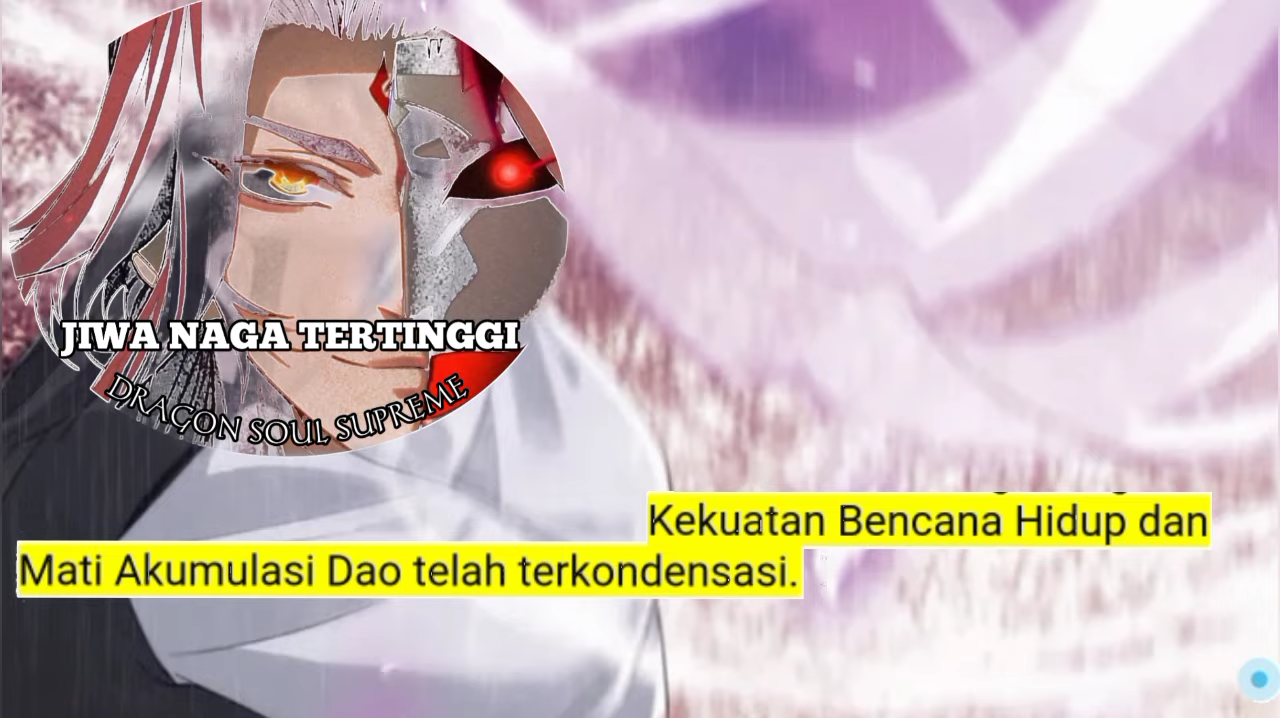 JIWA NAGA TERTINGGI
DRAGON SOUL SUPREME
Kekuatan Bencana Hidup dan
Mati Akumulasi Dao telah terkondensasi.